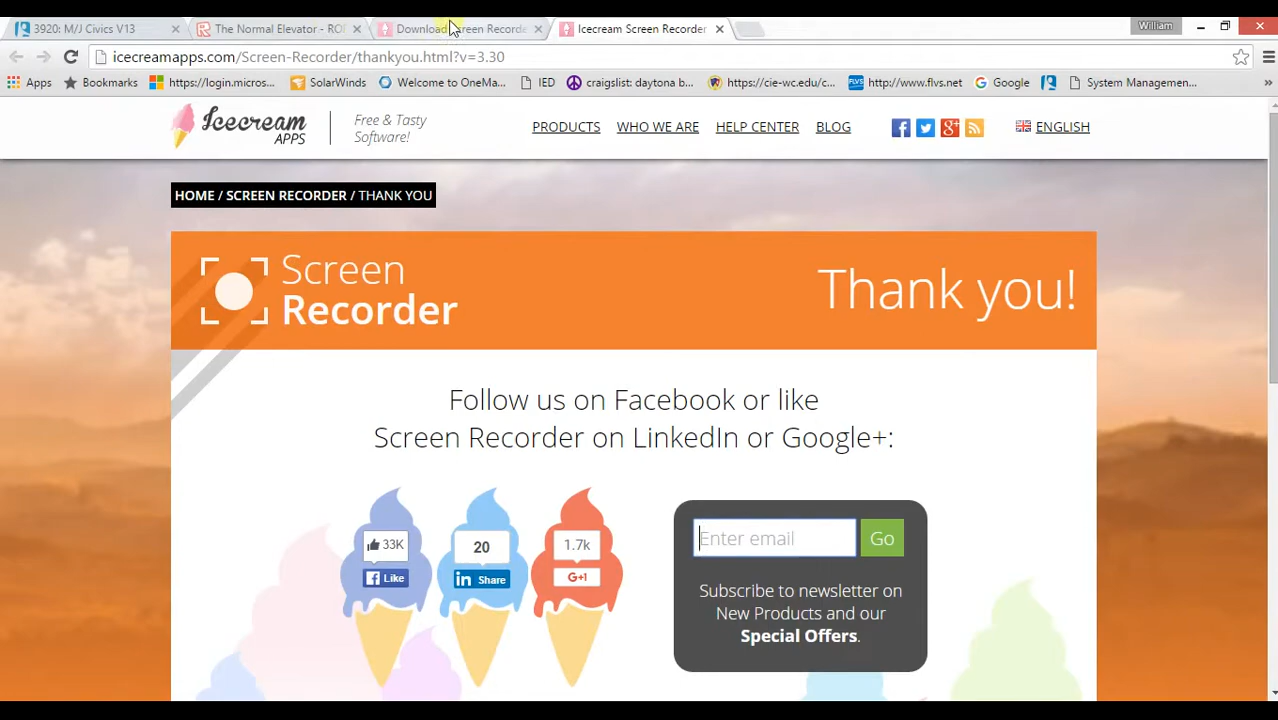 3920: M/J Civics V13
The Normal Elevator - RO
Download Screen Recorde
Icecream Screen Recorder
William
icecreamapps.com/Screen-Recorder/thankyou.html?v=3.30
Apps
Bookmarks
https://login.micros...
SolarWinds
Welcome to OneMa...
IED
craigslist: daytona b...
https://cie-wc.edu/c...
http://www.flvs.net
Google
System Managemen...
Icecream
APPS
Free & Tasty
Software!
PRODUCTS
WHO WE ARE
HELP CENTER
BLOG
ENGLISH
HOME / SCREEN RECORDER / THANK YOU
Screen
Recorder
Thank you!
Follow us on Facebook or like
Screen Recorder on LinkedIn or Google+:
33K
Like
20
in Share
1.7k
G+1
Enter email
Go
Subscribe to newsletter on
New Products and our
Special Offers.